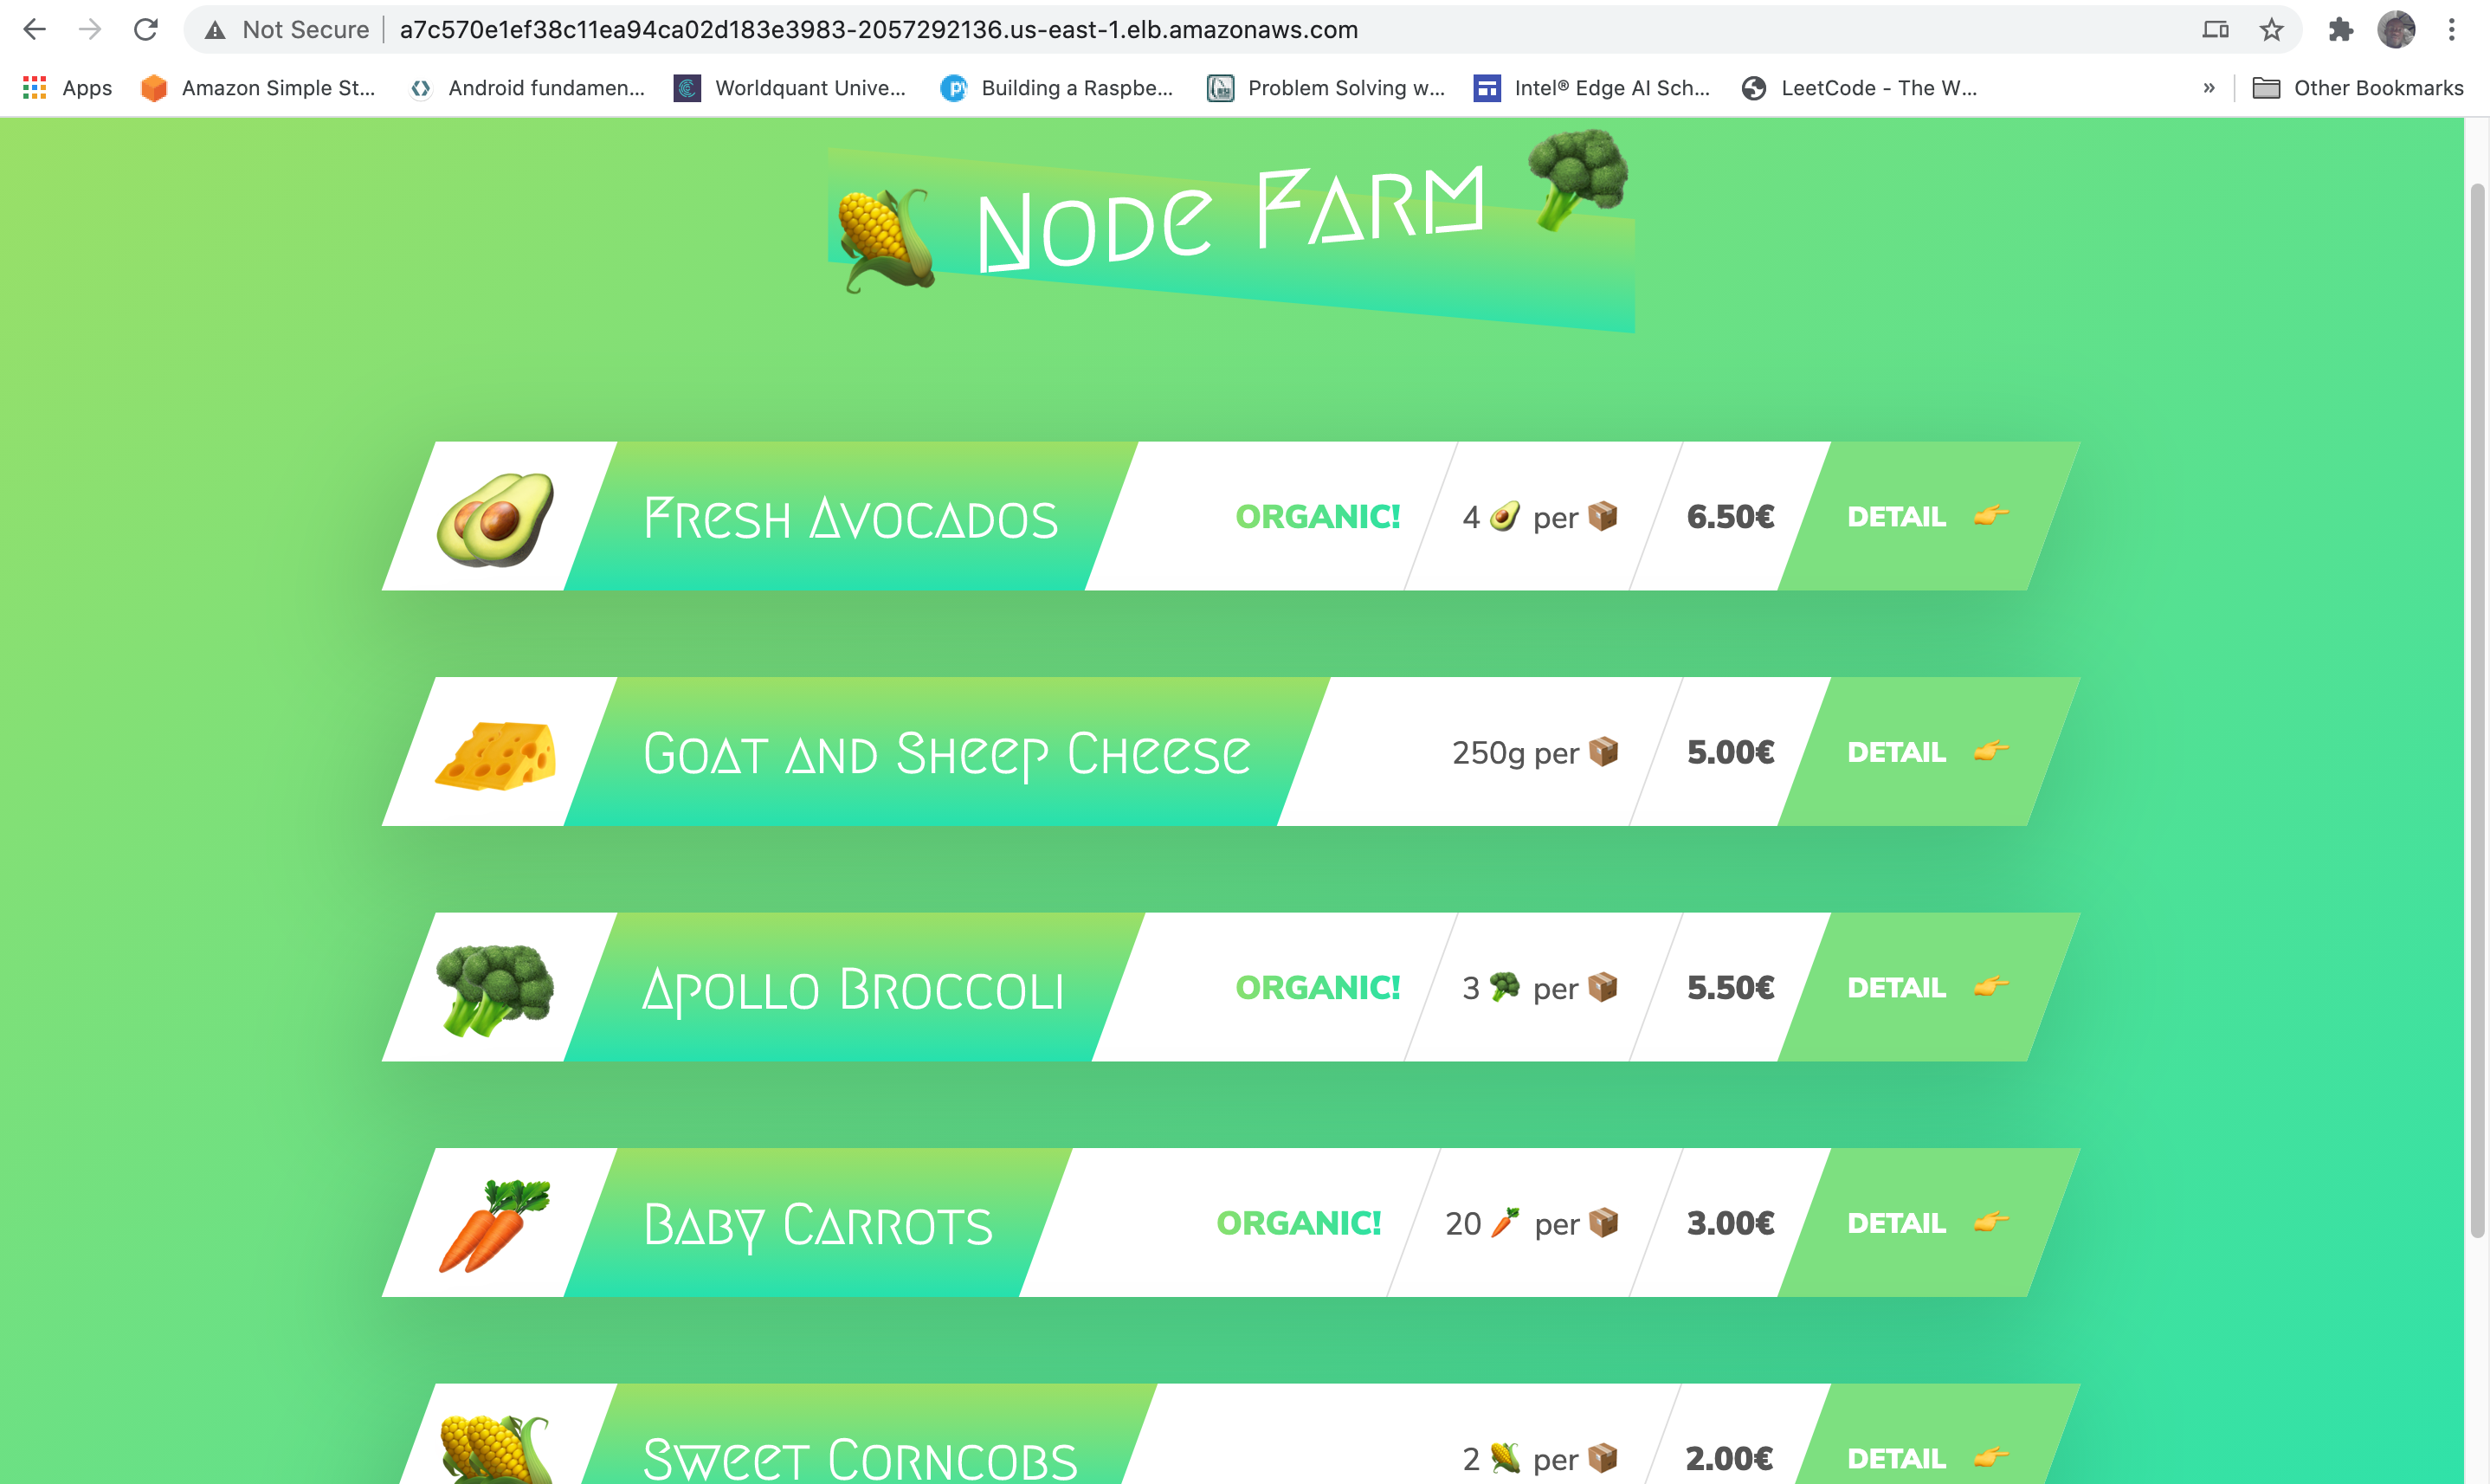 Not Secure a7c570e1ef38c11ea94ca02d183e3983-2057292136.us-east-1.elb.amazonaws.com
Apps Amazon Simple St... Android fundamen... Worldquant Unive... Building a Raspbe... Problem Solving w... Intel® Edge AI Sch... LeetCode - The W... » Other Bookmarks
🌽 Node Farm 🥦
Fresh Avocados ORGANIC! 4 🥑 per 📦 6.50€ DETAIL 👉
Goat and Sheep Cheese 250g per 📦 5.00€ DETAIL 👉
Apollo Broccoli ORGANIC! 3 🥦 per 📦 5.50€ DETAIL 👉
Baby Carrots ORGANIC! 20 🥕 per 📦 3.00€ DETAIL 👉
Sweet Corncobs 2 🌽 per 📦 2.00€ DETAIL 👉